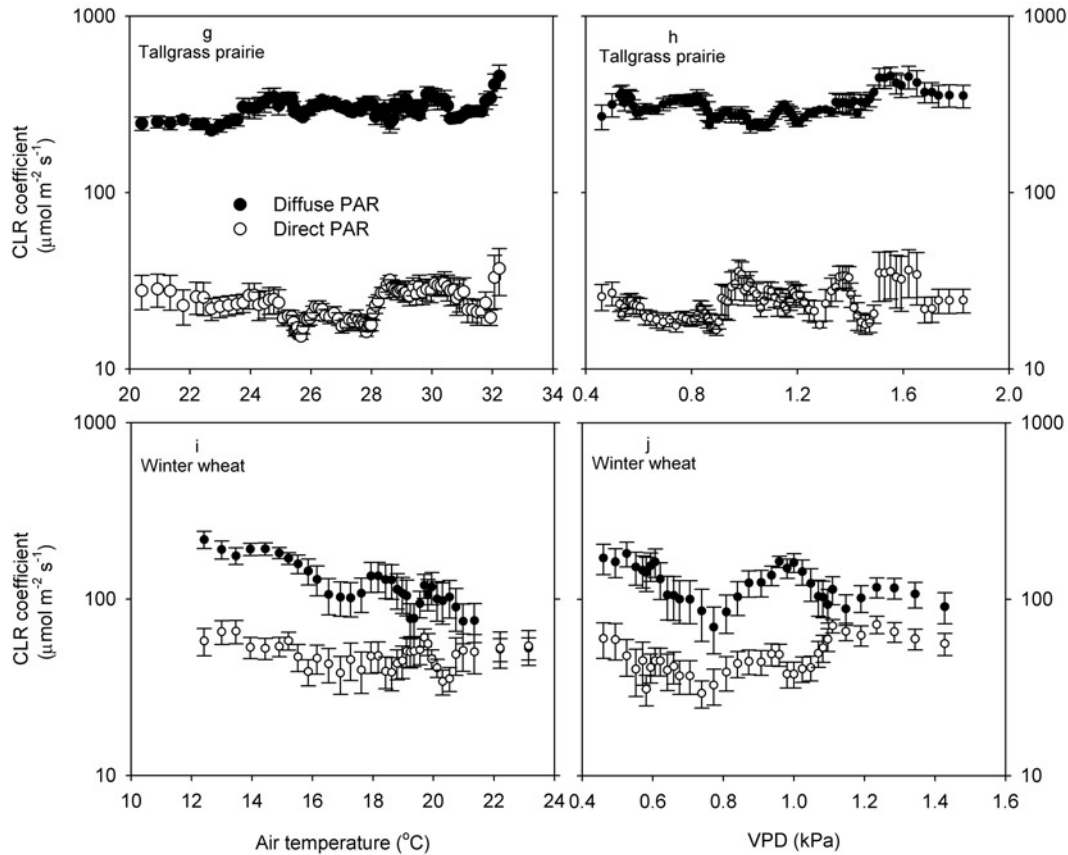 g
Tallgrass prairie
h
Tallgrass prairie
1000
100
10
CLR coefficient
(μmol m-2 s-1)
Diffuse PAR
Direct PAR
1000
100
10
20 22 24 26 28 30 32 34
0.4 0.8 1.2 1.6 2.0
i
Winter wheat
j
Winter wheat
1000
100
10
CLR coefficient
(μmol m-2 s-1)
1000
100
10
10 12 14 16 18 20 22 24
0.4 0.6 0.8 1.0 1.2 1.4 1.6
Air temperature (oC)
VPD (kPa)